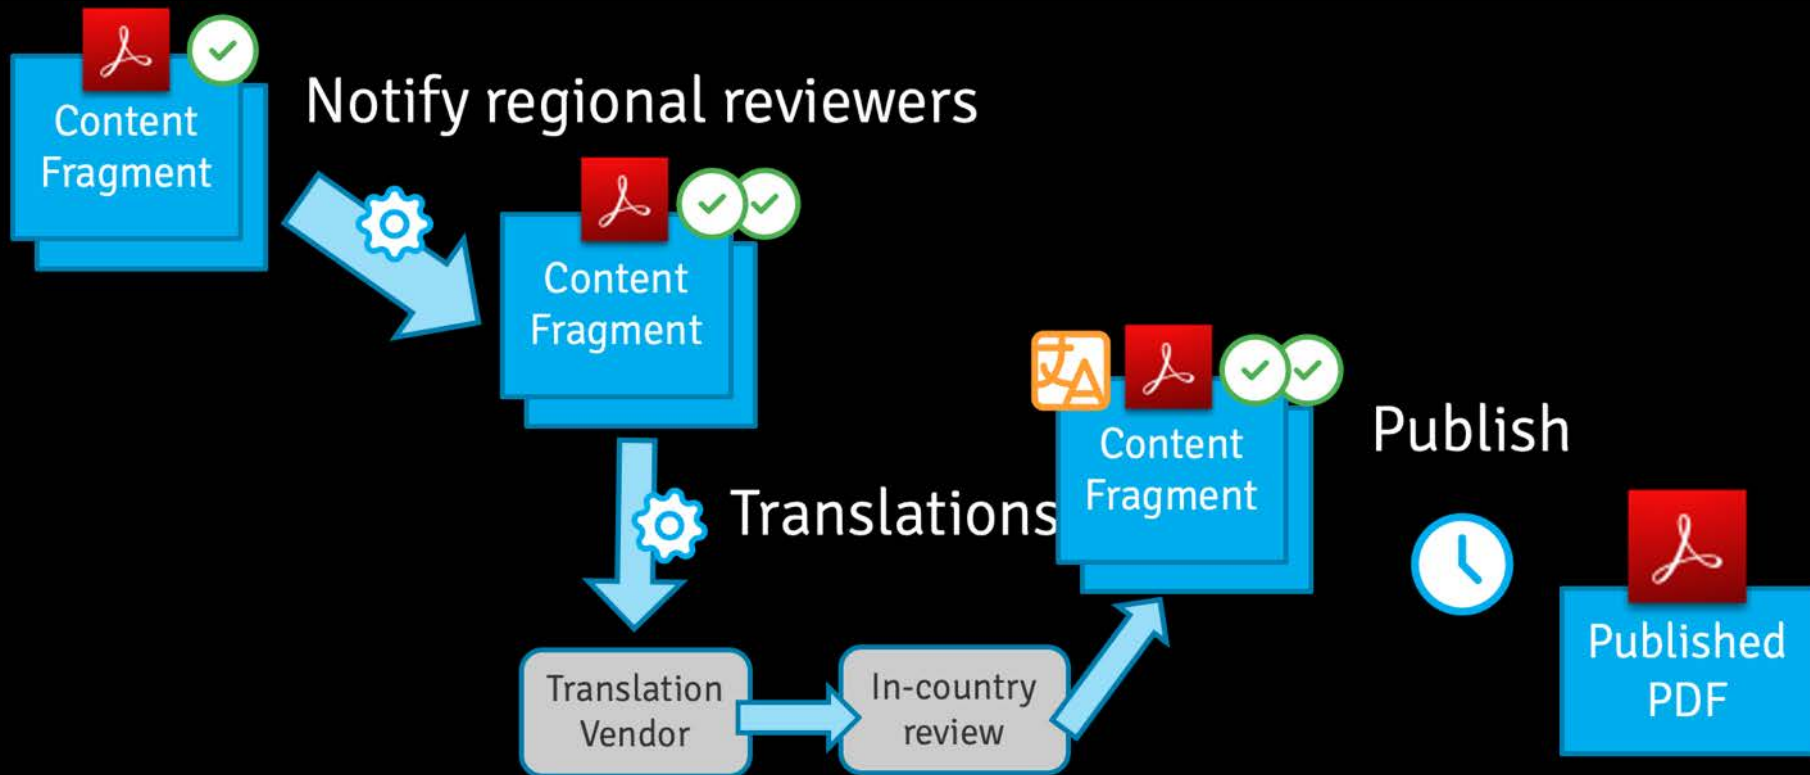 Content
Fragment
Notify regional reviewers
Content
Fragment
Translations
Translation
Vendor
In-country
review
Content
Fragment
Publish
Published
PDF